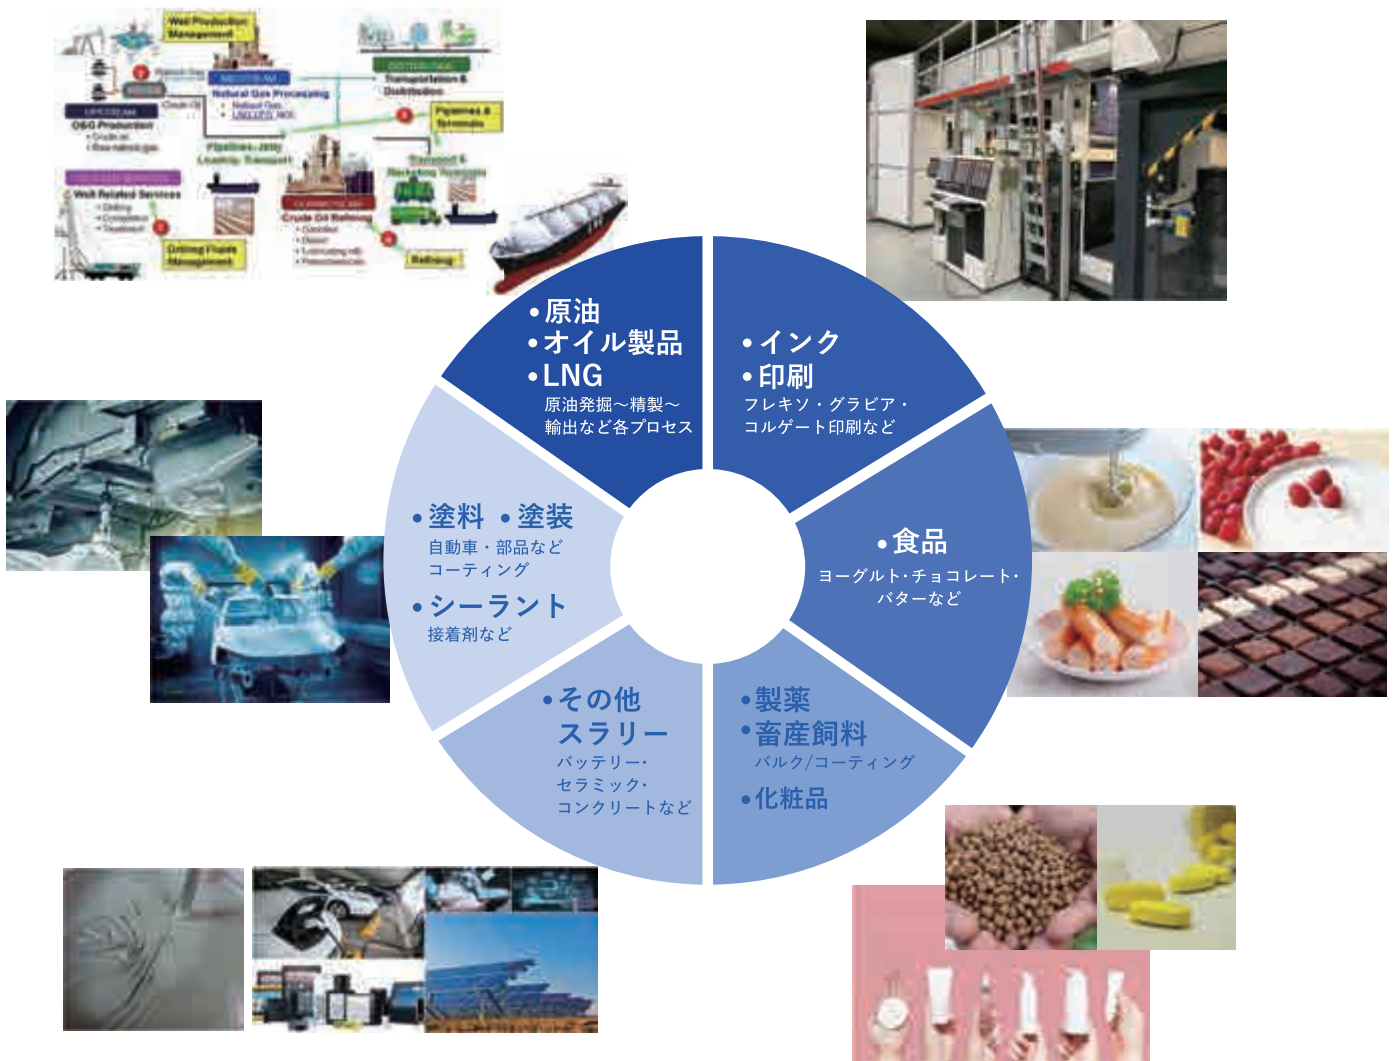 Well Production
Management
MIDSTREAM
Natural Gas Processing
Transportation &
Distribution
Crude Oil
UPSTREAM
O&G Production
Pipelines &
Terminals
Pipelines, Jetty
Well Related Services
Crude Oil Refining
Drilling Fluids
Management
Refining
•原油
•オイル製品
•LNG
原油発掘～精製～
輸出など各プロセス
•インク
•印刷
フレキソ・グラビア・
コルゲート印刷など
•塗料 •塗装
自動車・部品など
コーティング
•シーラント
接着剤など
•食品
ヨーグルト・チョコレート・
バターなど
•その他
スラリー
バッテリー・
セラミック・
コンクリートなど
•製薬
•畜産飼料
バルク/コーティング
•化粧品